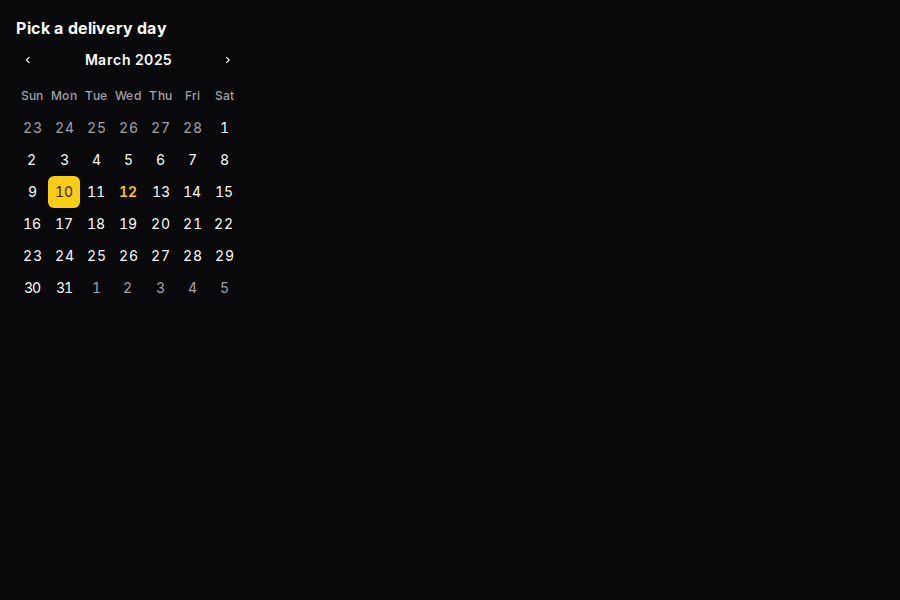 Pick a delivery day
‹ March 2025 ›
Sun Mon Tue Wed Thu Fri Sat
23 24 25 26 27 28 1
2 3 4 5 6 7 8
9 10 11 12 13 14 15
16 17 18 19 20 21 22
23 24 25 26 27 28 29
30 31 1 2 3 4 5